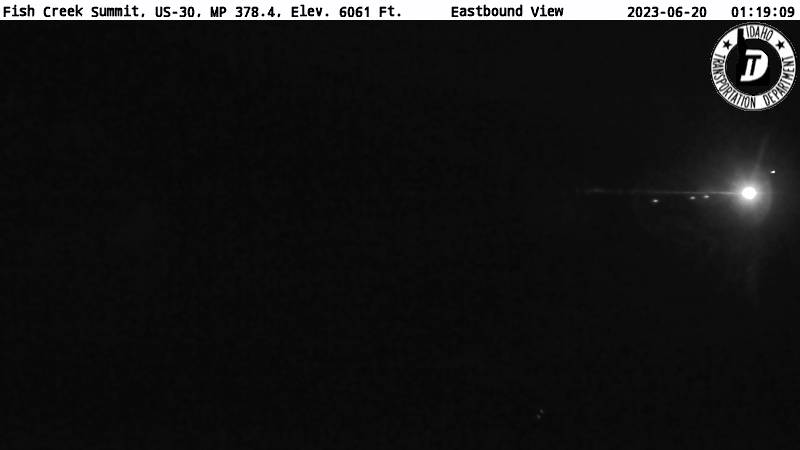 Fish Creek Summit, US-30, MP 378.4, Elev. 6061 Ft. Eastbound View 2023-06-20 01:19:09
IDAHO
TRANSPORTATION DEPARTMENT